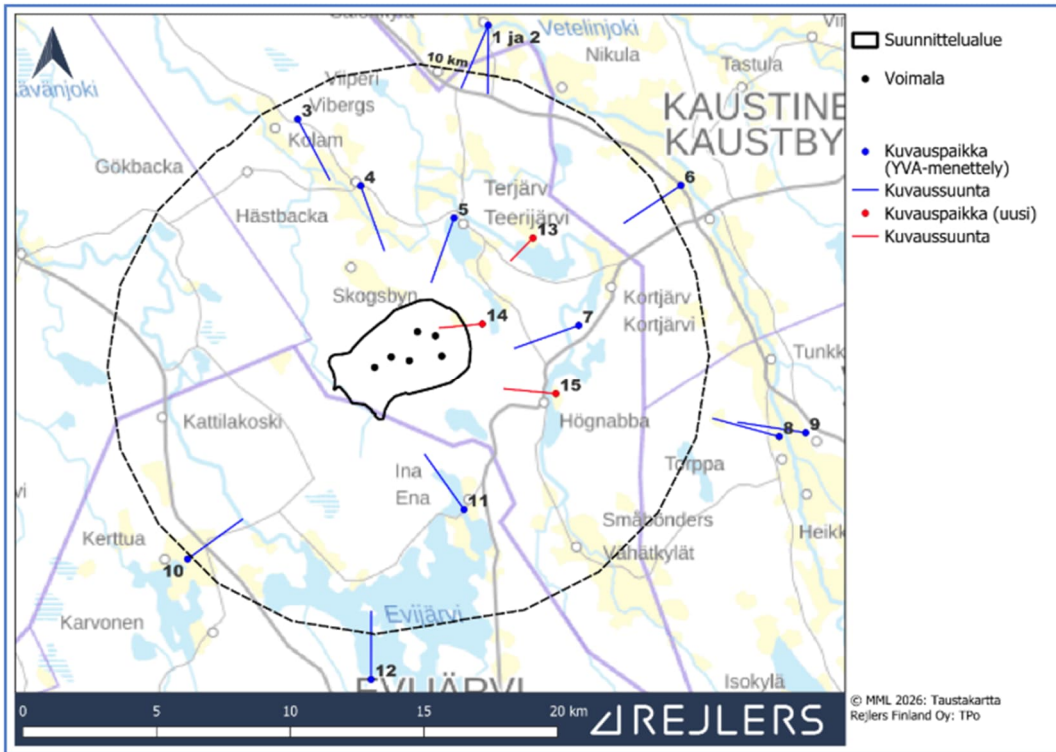 Vetelinjoki
1 ja 2
Nikula
Tastula
10 km
Viiperi
Vibergs
3
Kolam
KAUSTINE
KAUSTBY
Gökbacka
4
6
Terjärv
Hästbacka
5
Teerijärvi
13
Skogsbyn
Kortjärv
Kortjärvi
14
7
Tunkk
15
Kattilakoski
Högnabba
8
9
Torppa
Ina
Ena
11
Småbönders
Vähätkylät
Heikk
Kerttua
10
Evijärvi
Karvonen
12
EVIJÄRVI
Isokylä
0 5 10 15 20 km
REJLERS
Suunnittelualue
Voimala
Kuvauspaikka
(YVA-menettely)
Kuvaussuunta
Kuvauspaikka (uusi)
Kuvaussuunta
© MML 2026: Taustakartta
Rejlers Finland Oy: TPo